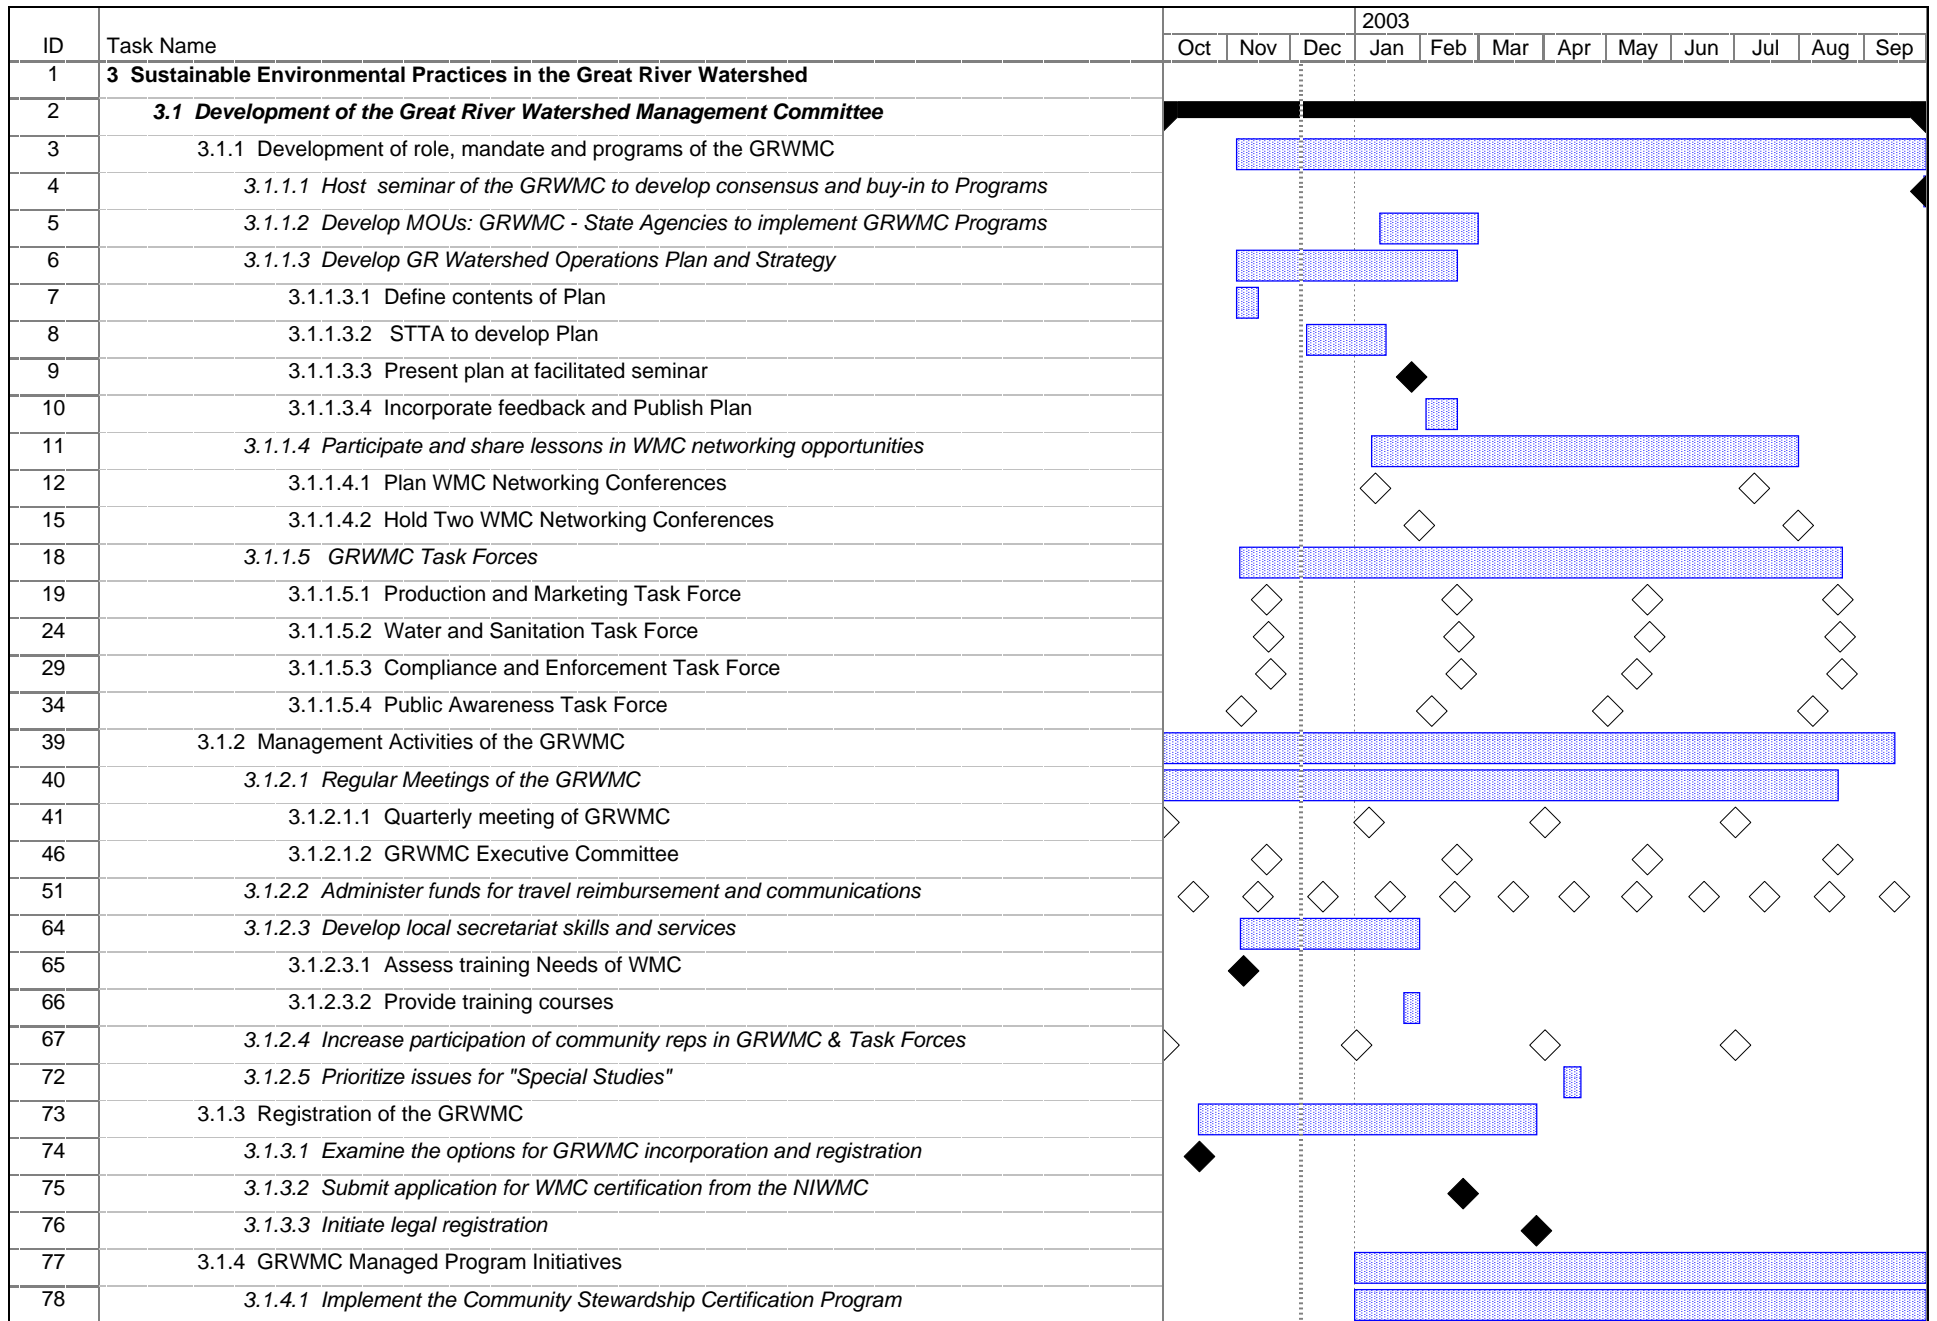 2003
ID Task Name Oct Nov Dec Jan Feb Mar Apr May Jun Jul Aug Sep
1 3 Sustainable Environmental Practices in the Great River Watershed
2 3.1 Development of the Great River Watershed Management Committee
3 3.1.1 Development of role, mandate and programs of the GRWMC
4 3.1.1.1 Host seminar of the GRWMC to develop consensus and buy-in to Programs
5 3.1.1.2 Develop MOUs: GRWMC - State Agencies to implement GRWMC Programs
6 3.1.1.3 Develop GR Watershed Operations Plan and Strategy
7 3.1.1.3.1 Define contents of Plan
8 3.1.1.3.2 STTA to develop Plan
9 3.1.1.3.3 Present plan at facilitated seminar
10 3.1.1.3.4 Incorporate feedback and Publish Plan
11 3.1.1.4 Participate and share lessons in WMC networking opportunities
12 3.1.1.4.1 Plan WMC Networking Conferences
15 3.1.1.4.2 Hold Two WMC Networking Conferences
18 3.1.1.5 GRWMC Task Forces
19 3.1.1.5.1 Production and Marketing Task Force
24 3.1.1.5.2 Water and Sanitation Task Force
29 3.1.1.5.3 Compliance and Enforcement Task Force
34 3.1.1.5.4 Public Awareness Task Force
39 3.1.2 Management Activities of the GRWMC
40 3.1.2.1 Regular Meetings of the GRWMC
41 3.1.2.1.1 Quarterly meeting of GRWMC
46 3.1.2.1.2 GRWMC Executive Committee
51 3.1.2.2 Administer funds for travel reimbursement and communications
64 3.1.2.3 Develop local secretariat skills and services
65 3.1.2.3.1 Assess training Needs of WMC
66 3.1.2.3.2 Provide training courses
67 3.1.2.4 Increase participation of community reps in GRWMC & Task Forces
72 3.1.2.5 Prioritize issues for "Special Studies"
73 3.1.3 Registration of the GRWMC
74 3.1.3.1 Examine the options for GRWMC incorporation and registration
75 3.1.3.2 Submit application for WMC certification from the NIWMC
76 3.1.3.3 Initiate legal registration
77 3.1.4 GRWMC Managed Program Initiatives
78 3.1.4.1 Implement the Community Stewardship Certification Program